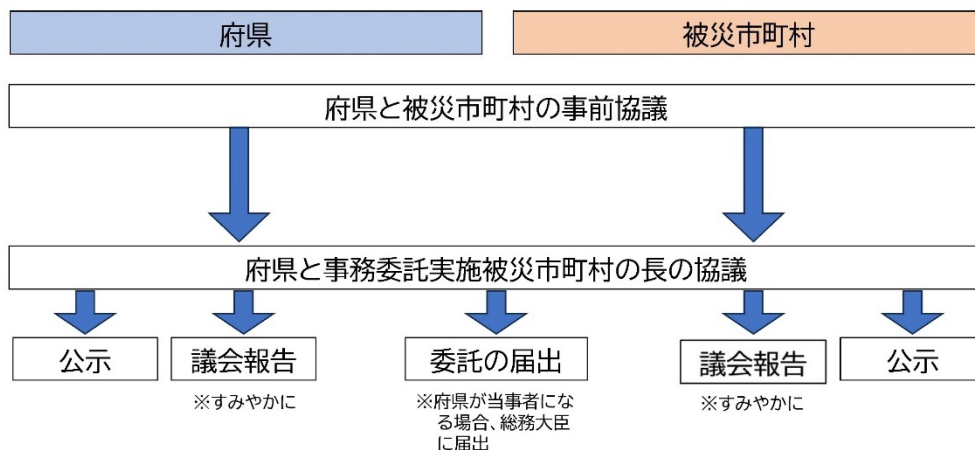 府県
被災市町村
府県と被災市町村の事前協議
府県と事務委託実施被災市町村の長の協議
公示
議会報告
委託の届出
議会報告
公示
※すみやかに
※府県が当事者にな
る場合、総務大臣
に届出
※すみやかに